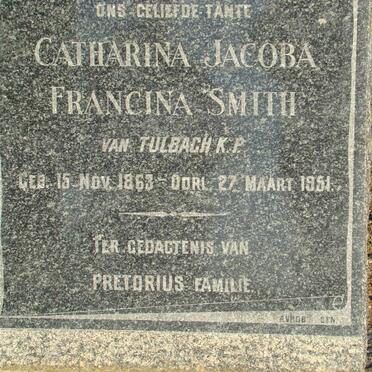 ONS GELIEFDE TANTE
CATHARINA JACOBA
FRANCINA SMITH
VAN TULBACH K.P.
GEB. 15 NOV. 1863 - OORL. 27 MAART 1951.
TER GEDACTENIS VAN
PRETORIUS FAMILIE